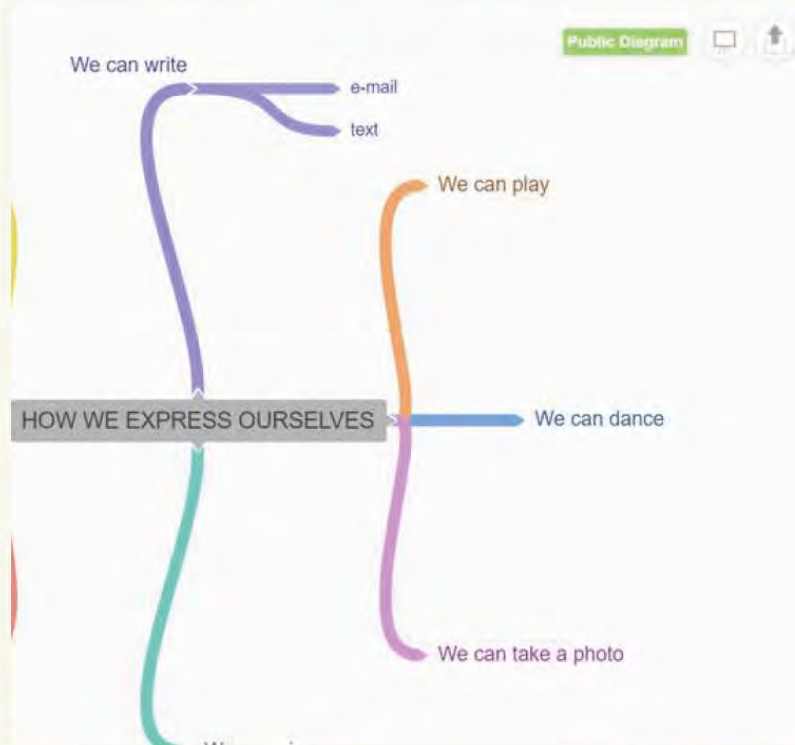 Public Diagram
We can write
e-mail
text
We can play
HOW WE EXPRESS OURSELVES
We can dance
We can take a photo